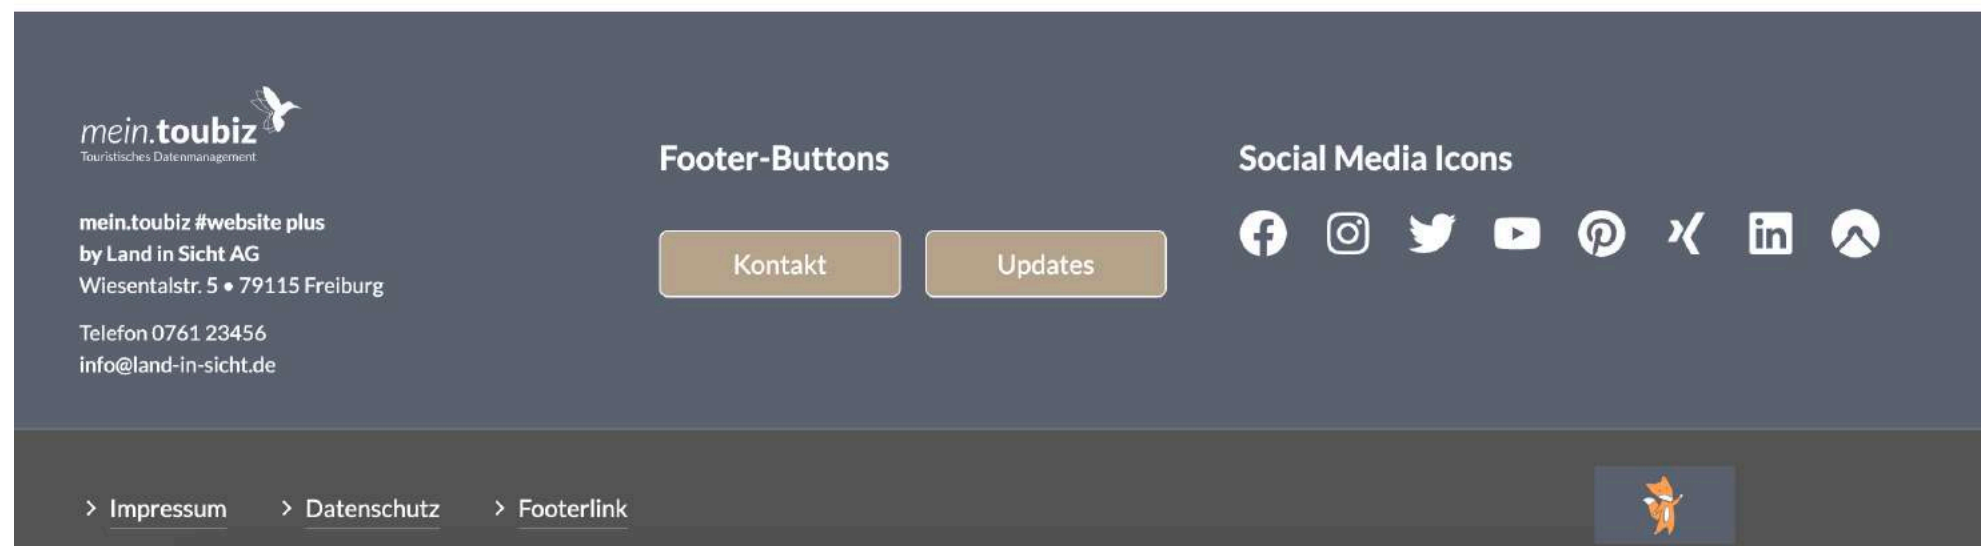 mein.toubiz
Touristisches Datenmanagement
mein.toubiz #website plus
by Land in Sicht AG
Wiesentalstr. 5 • 79115 Freiburg
Telefon 0761 23456
info@land-in-sicht.de
Footer-Buttons
Kontakt
Updates
Social Media Icons
> Impressum
> Datenschutz
> Footerlink